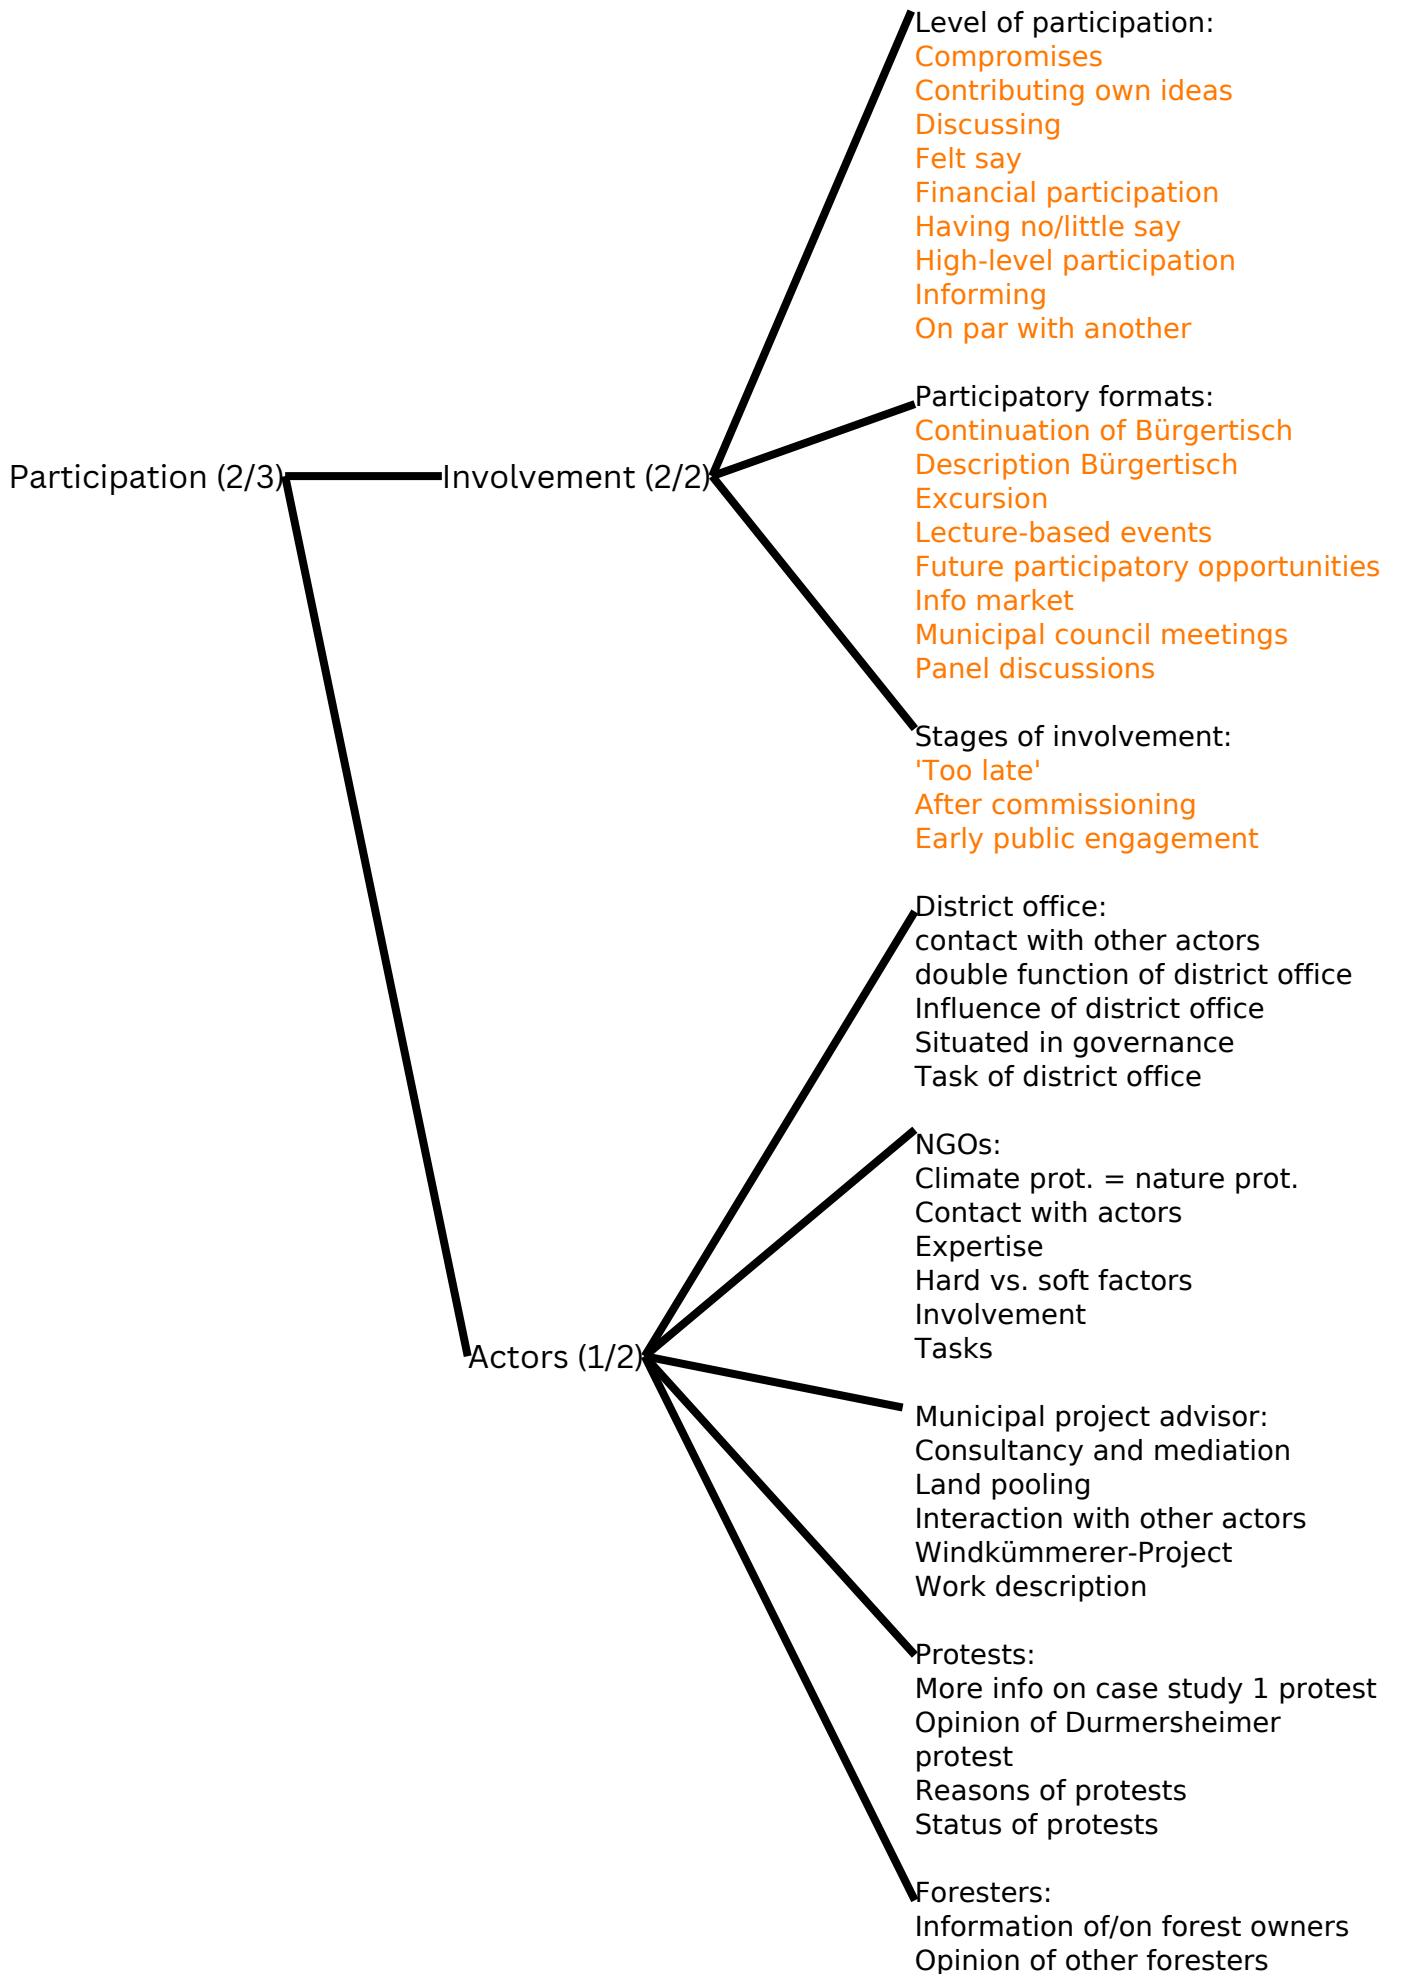 Level of participation:
Compromises
Contributing own ideas
Discussing
Felt say
Financial participation
Having no/little say
High-level participation
Informing
On par with another
Participatory formats:
Continuation of Bürgertisch
Description Bürgertisch
Excursion
Lecture-based events
Future participatory opportunities
Info market
Municipal council meetings
Panel discussions
Participation (2/3)
Involvement (2/2)
Stages of involvement:
'Too late'
After commissioning
Early public engagement
District office:
contact with other actors
double function of district office
Influence of district office
Situated in governance
Task of district office
NGOs:
Climate prot. = nature prot.
Contact with actors
Expertise
Hard vs. soft factors
Involvement
Tasks
Actors (1/2)
Municipal project advisor:
Consultancy and mediation
Land pooling
Interaction with other actors
Windkümmerer-Project
Work description
Protests:
More info on case study 1 protest
Opinion of Durmersheimer
protest
Reasons of protests
Status of protests
Foresters:
Information of/on forest owners
Opinion of other foresters